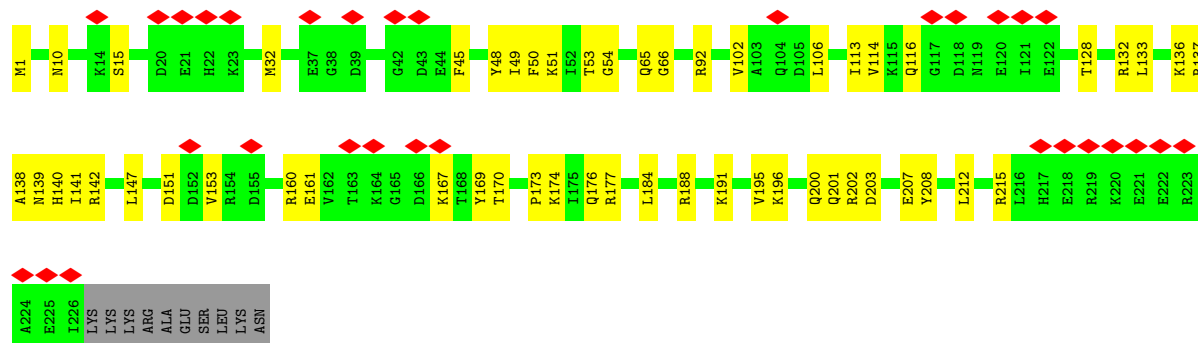 M1 N10 K14 S15 D20 E21 H22 K23 M32 E37 G38 D39 G42 D43 E44 F45 Y48 I49 F50 K51 I52 T53 G54 Q65 G66 R92 V102 A103 Q104 D105 L106 I113 V114 K115 Q116 G117 D118 N119 E120 I121 E122 T128 R132 L133 K136 R137
A138 N139 H140 I141 R142 L147 D151 D152 V153 R154 D155 R160 E161 V162 T163 K164 G165 D166 K167 T168 Y169 T170 P173 K174 I175 Q176 R177 L184 R188 K191 V195 K196 Q200 Q201 R202 D203 E207 Y208 L212 R215 L216 H217 E218 R219 K220 E221 E222 R223
A224 E225 I226 LYS LYS LYS ARG ALA GLU SER LEU LYS ASN